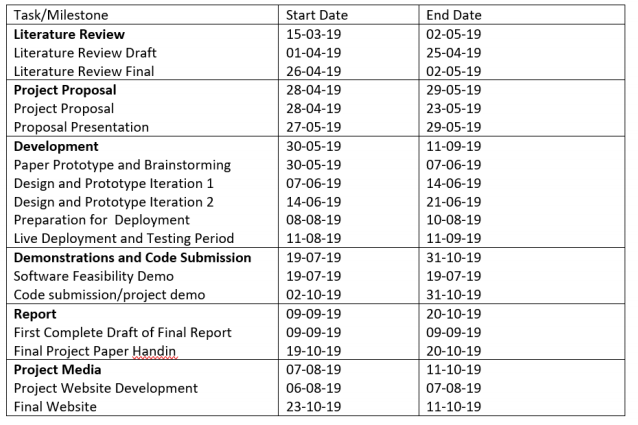 Task/Milestone Start Date End Date
Literature Review 15-03-19 02-05-19
Literature Review Draft 01-04-19 25-04-19
Literature Review Final 26-04-19 02-05-19
Project Proposal 28-04-19 29-05-19
Project Proposal 28-04-19 23-05-19
Proposal Presentation 27-05-19 29-05-19
Development 30-05-19 11-09-19
Paper Prototype and Brainstorming 30-05-19 07-06-19
Design and Prototype Iteration 1 07-06-19 14-06-19
Design and Prototype Iteration 2 14-06-19 21-06-19
Preparation for Deployment 08-08-19 10-08-19
Live Deployment and Testing Period 11-08-19 11-09-19
Demonstrations and Code Submission 19-07-19 31-10-19
Software Feasibility Demo 19-07-19 19-07-19
Code submission/project demo 02-10-19 31-10-19
Report 09-09-19 20-10-19
First Complete Draft of Final Report 09-09-19 09-09-19
Final Project Paper Handin 19-10-19 20-10-19
Project Media 07-08-19 11-10-19
Project Website Development 06-08-19 07-08-19
Final Website 23-10-19 11-10-19